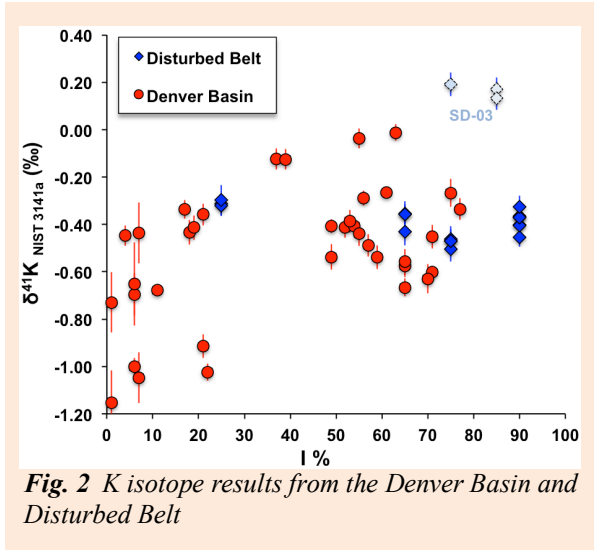 0.40
0.20
0.00
-0.20
-0.40
-0.60
-0.80
-1.00
-1.20
δ⁴¹K NIST 3141a (‰)
Disturbed Belt
Denver Basin
SD-03
0 10 20 30 40 50 60 70 80 90 100
I %
Fig. 2 K isotope results from the Denver Basin and
Disturbed Belt